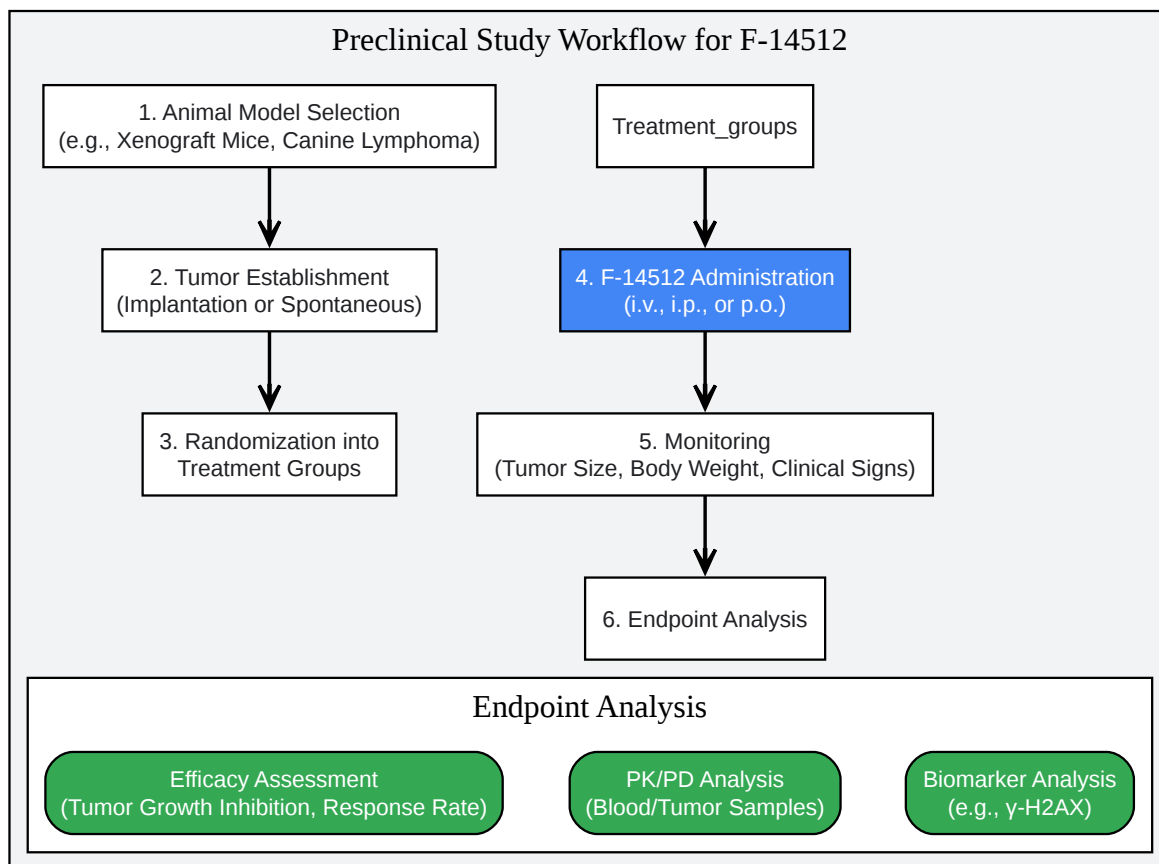 Preclinical Study Workflow for F-14512
1. Animal Model Selection
(e.g., Xenograft Mice, Canine Lymphoma)
Treatment_groups
2. Tumor Establishment
(Implantation or Spontaneous)
4. F-14512 Administration
(i.v., i.p., or p.o.)
3. Randomization into
Treatment Groups
5. Monitoring
(Tumor Size, Body Weight, Clinical Signs)
6. Endpoint Analysis
Endpoint Analysis
Efficacy Assessment
(Tumor Growth Inhibition, Response Rate)
PK/PD Analysis
(Blood/Tumor Samples)
Biomarker Analysis
(e.g., γ-H2AX)